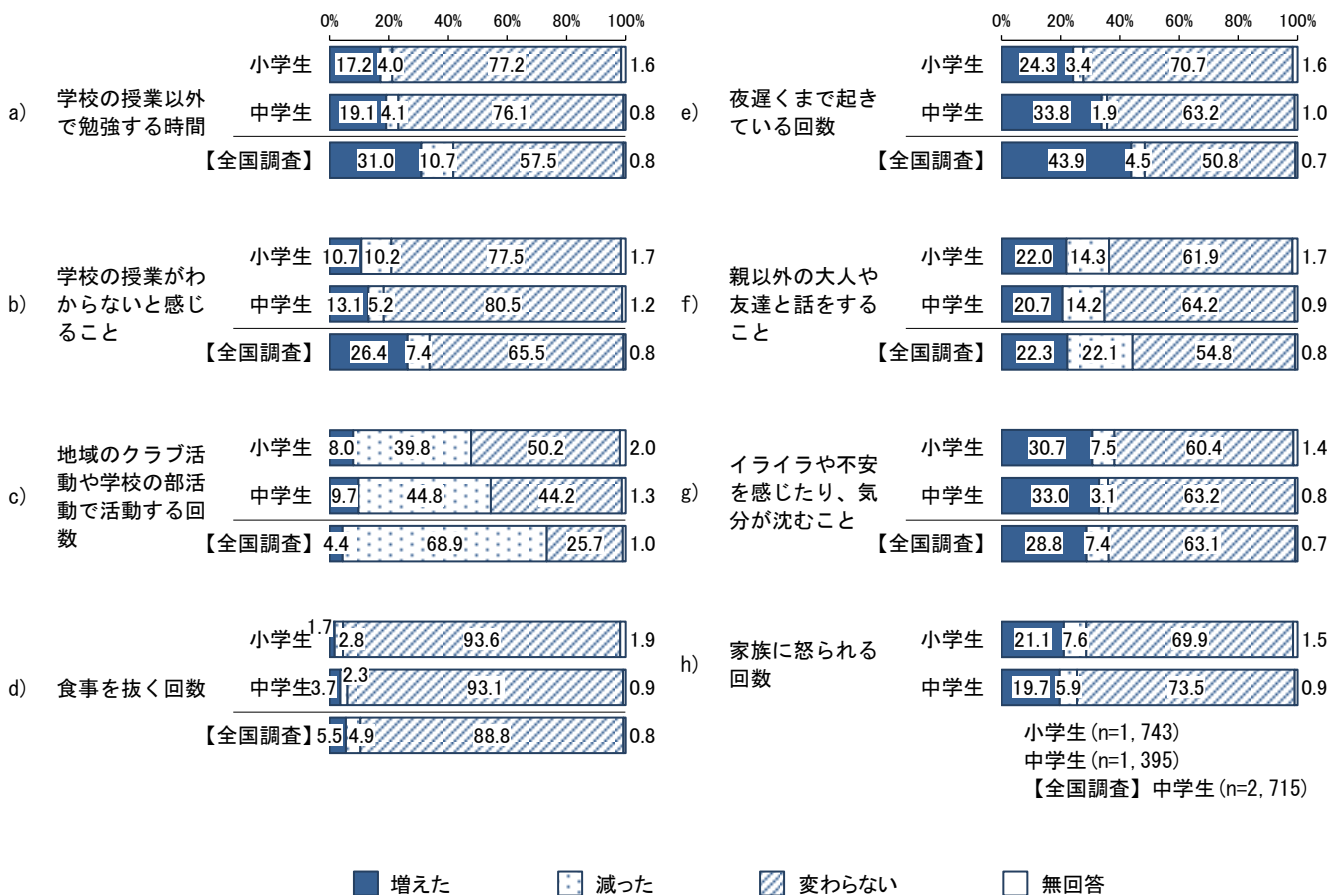 0% 20% 40% 60% 80% 100%
a) 学校の授業以外
で勉強する時間
小学生 17.2 4.0 77.2 1.6
中学生 19.1 4.1 76.1 0.8
【全国調査】 31.0 10.7 57.5 0.8
b) 学校の授業がわ
からないと感じ
ること
小学生 10.7 10.2 77.5 1.7
中学生 13.1 5.2 80.5 1.2
【全国調査】 26.4 7.4 65.5 0.8
c) 地域のクラブ活
動や学校の部活
動で活動する回
数
小学生 8.0 39.8 50.2 2.0
中学生 9.7 44.8 44.2 1.3
【全国調査】 4.4 68.9 25.7 1.0
d) 食事を抜く回数
小学生 1.7 2.8 93.6 1.9
中学生 3.7 2.3 93.1 0.9
【全国調査】 5.5 4.9 88.8 0.8
0% 20% 40% 60% 80% 100%
e) 夜遅くまで起き
ている回数
小学生 24.3 3.4 70.7 1.6
中学生 33.8 1.9 63.2 1.0
【全国調査】 43.9 4.5 50.8 0.7
f) 親以外の大人や
友達と話をする
こと
小学生 22.0 14.3 61.9 1.7
中学生 20.7 14.2 64.2 0.9
【全国調査】 22.3 22.1 54.8 0.8
g) イライラや不安
を感じたり、気
分が沈むこと
小学生 30.7 7.5 60.4 1.4
中学生 33.0 3.1 63.2 0.8
【全国調査】 28.8 7.4 63.1 0.7
h) 家族に怒られる
回数
小学生 21.1 7.6 69.9 1.5
中学生 19.7 5.9 73.5 0.9
小学生(n=1,743)
中学生(n=1,395)
【全国調査】中学生(n=2,715)
増えた 減った 変わらない 無回答